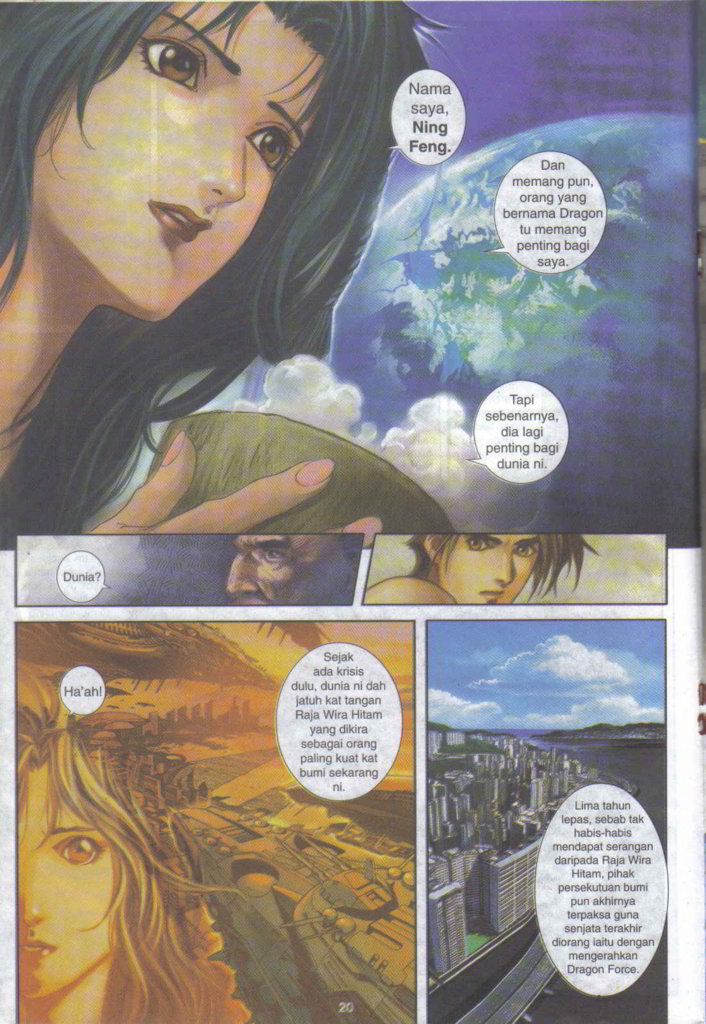 Nama
saya,
Ning
Feng.
Dan
memang pun,
orang yang
bernama Dragon
tu memang
penting bagi
saya.
Tapi
sebenarnya,
dia lagi
penting bagi
dunia ni.
Dunia?
Ha'ah!
Sejak
ada krisis
dulu, dunia ni dah
jatuh kat tangan
Raja Wira Hitam
yang dikira
sebagai orang
paling kuat kat
bumi sekarang
ni.
Lima tahun
lepas, sebab tak
habis-habis
mendapat serangan
daripada Raja Wira
Hitam, pihak
persekutuan bumi
pun akhirnya
terpaksa guna
senjata terakhir
diorang iaitu dengan
mengerahkan
Dragon Force.
20